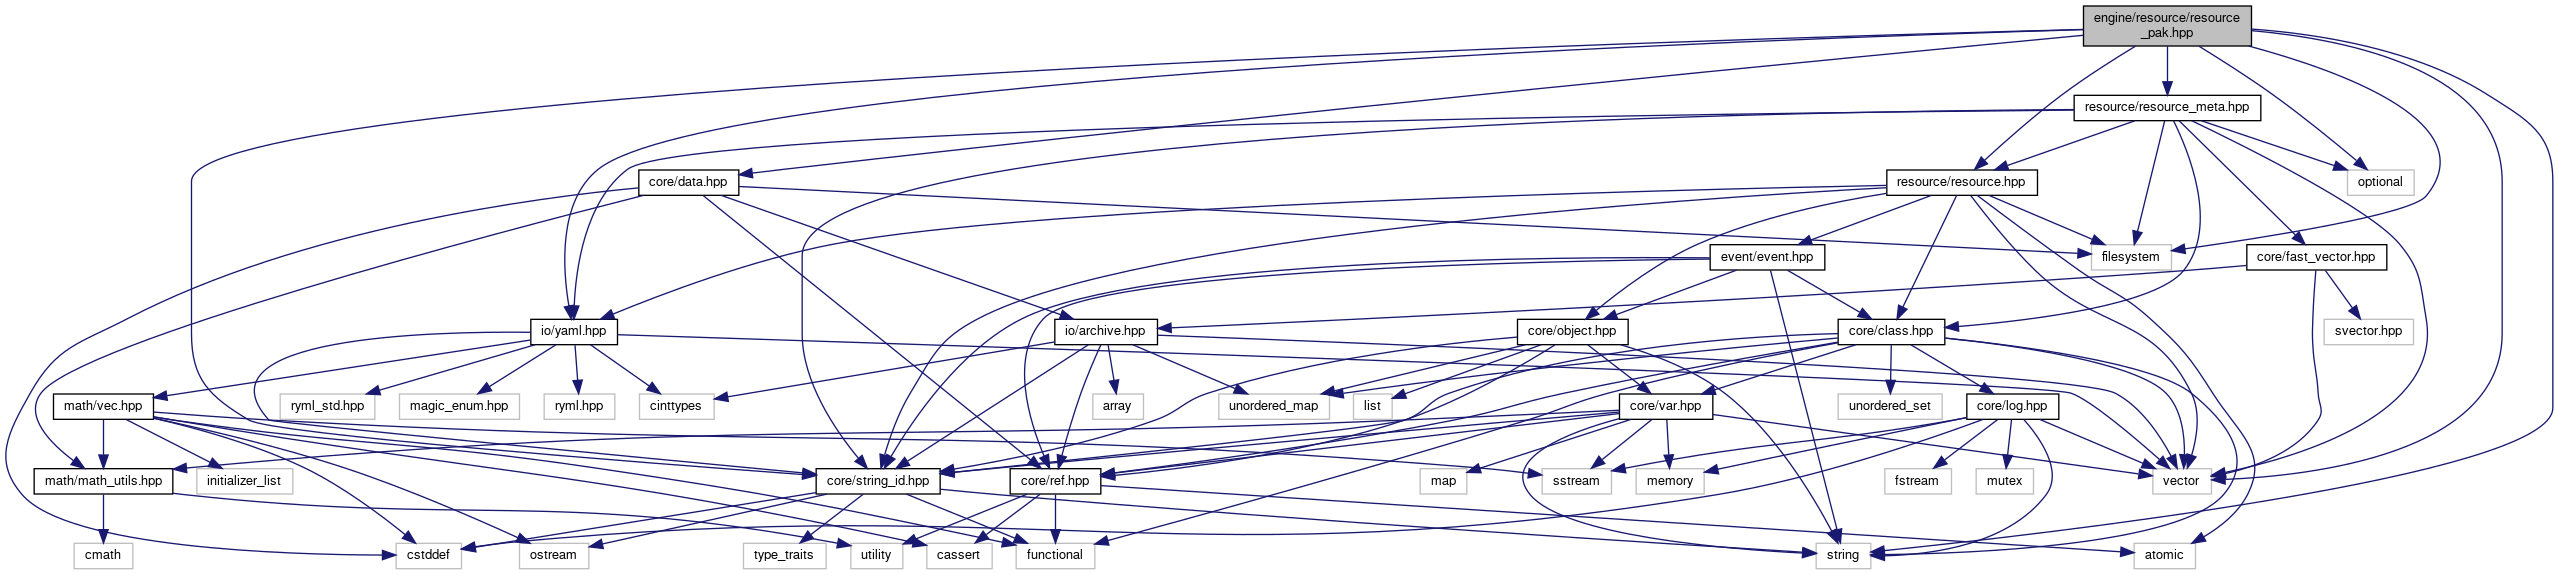 engine/resource/resource
_pak.hpp
resource/resource_meta.hpp
core/data.hpp
resource/resource.hpp
optional
event/event.hpp
filesystem
core/fast_vector.hpp
io/yaml.hpp
io/archive.hpp
core/object.hpp
core/class.hpp
svector.hpp
math/vec.hpp
ryml_std.hpp
magic_enum.hpp
ryml.hpp
cinttypes
array
unordered_map
list
core/var.hpp
unordered_set
core/log.hpp
math/math_utils.hpp
initializer_list
core/string_id.hpp
core/ref.hpp
map
sstream
memory
fstream
mutex
vector
cmath
cstddef
ostream
type_traits
utility
cassert
functional
string
atomic